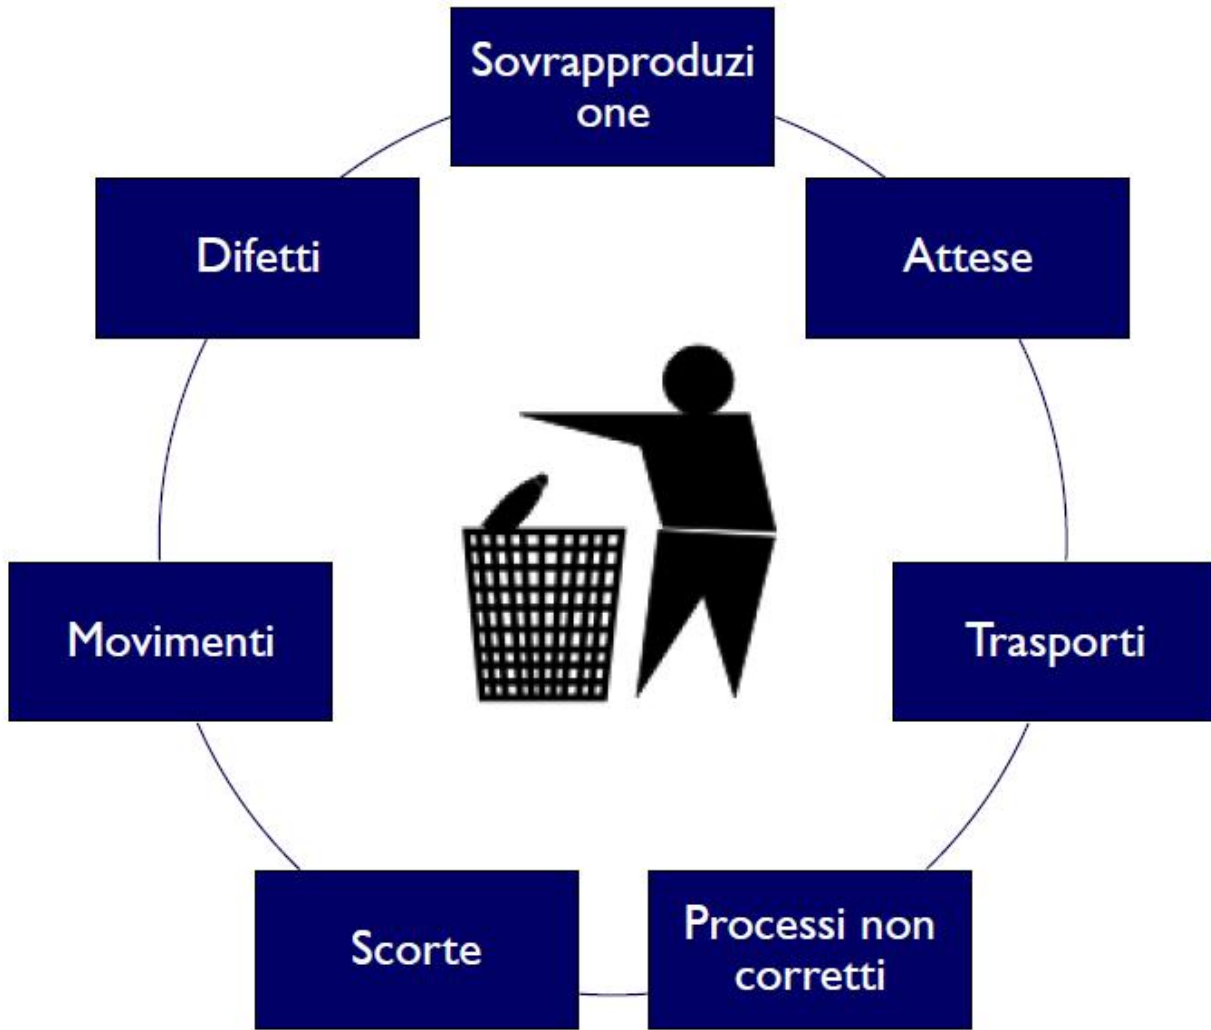 Sovrapproduzi
one
Difetti
Attese
Movimenti
Trasporti
Scorte
Processi non
corretti